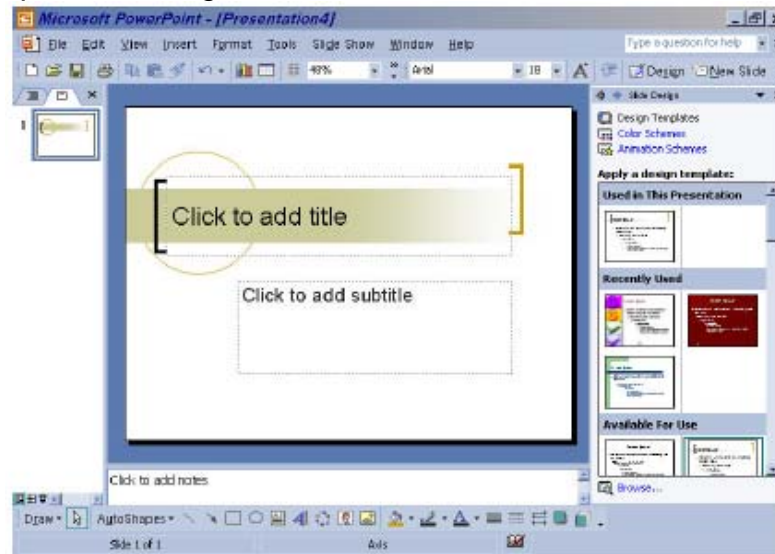 Microsoft PowerPoint - [Presentation4]
File Edit View Insert Format Tools Slide Show Window Help
Type a question for help
49% Arial 18 Design New Slide
Slide Design
1
Design Templates
Color Schemes
Animation Schemes
Apply a design template:
Used in This Presentation
Recently Used
Available For Use
Browse...
Click to add title
Click to add subtitle
Click to add notes
Draw AutoShapes
Slide 1 of 1 Axis